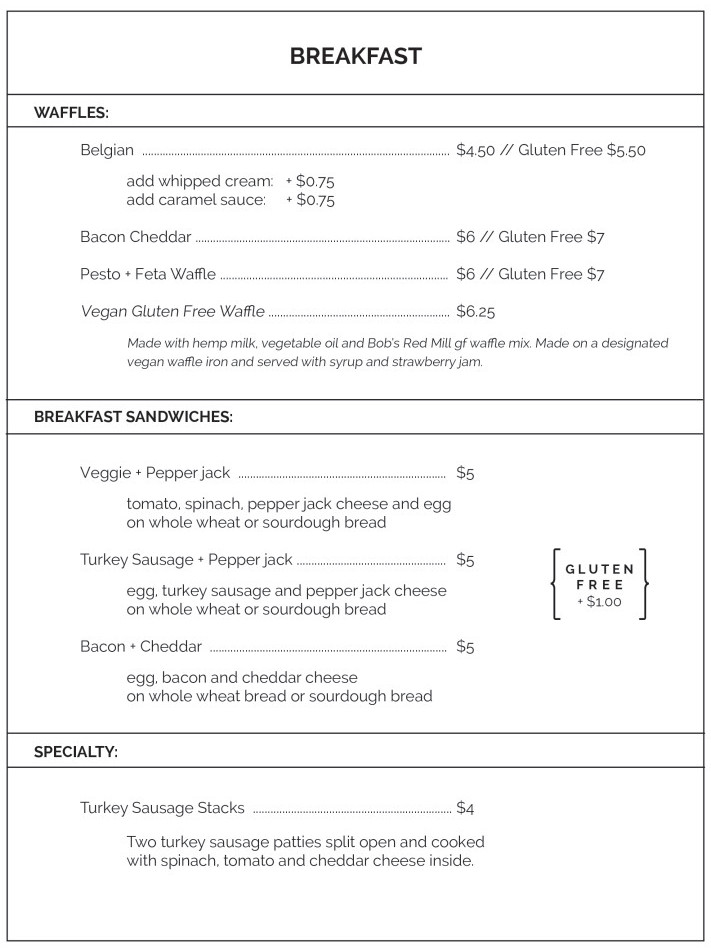 BREAKFAST
WAFFLES:
Belgian ........................................................ $4.50 // Gluten Free $5.50
add whipped cream: + $0.75
add caramel sauce: + $0.75
Bacon Cheddar ........................................................ $6 // Gluten Free $7
Pesto + Feta Waffle ........................................................ $6 // Gluten Free $7
Vegan Gluten Free Waffle ........................................................ $6.25
Made with hemp milk, vegetable oil and Bob's Red Mill gf waffle mix. Made on a designated
vegan waffle iron and served with syrup and strawberry jam.
BREAKFAST SANDWICHES:
Veggie + Pepper jack ........................................................ $5
tomato, spinach, pepper jack cheese and egg
on whole wheat or sourdough bread
Turkey Sausage + Pepper jack ........................................................ $5
egg, turkey sausage and pepper jack cheese
on whole wheat or sourdough bread
Bacon + Cheddar ........................................................ $5
egg, bacon and cheddar cheese
on whole wheat bread or sourdough bread
GLUTEN
FREE
+ $1.00
SPECIALTY:
Turkey Sausage Stacks ........................................................ $4
Two turkey sausage patties split open and cooked
with spinach, tomato and cheddar cheese inside.